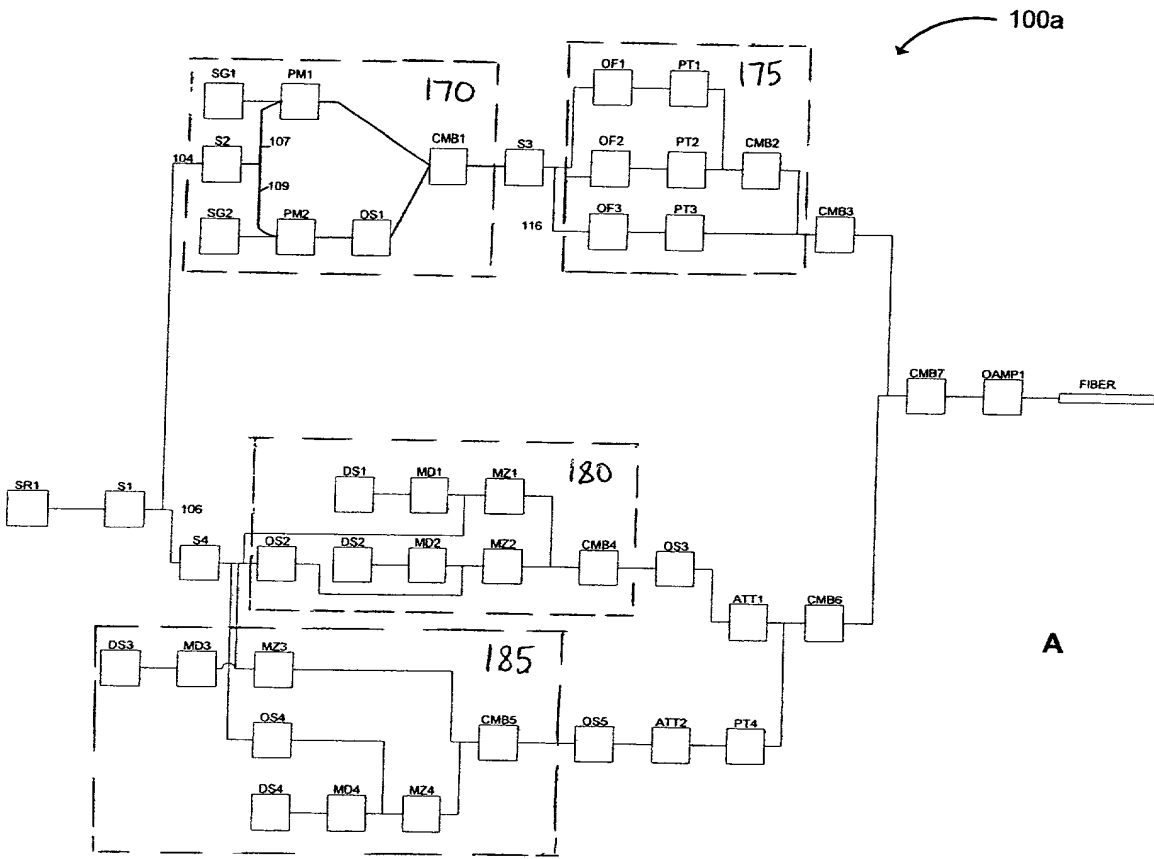 100a
SG1 PM1 170
OF1 PT1 175
S2 107 CMB1 S3
104
OF2 PT2 CMB2
109
SG2 PM2 OS1
116 OF3 PT3 CMB3
CMB7 OAMP1 FIBER
DS1 MD1 MZ1 180
SR1 S1 106
S4 OS2 DS2 MD2 MZ2 CMB4 OS3
ATT1 CMB6
DS3 MD3 MZ3 185
A
OS4 CMB5 OS5 ATT2 PT4
DS4 MD4 MZ4